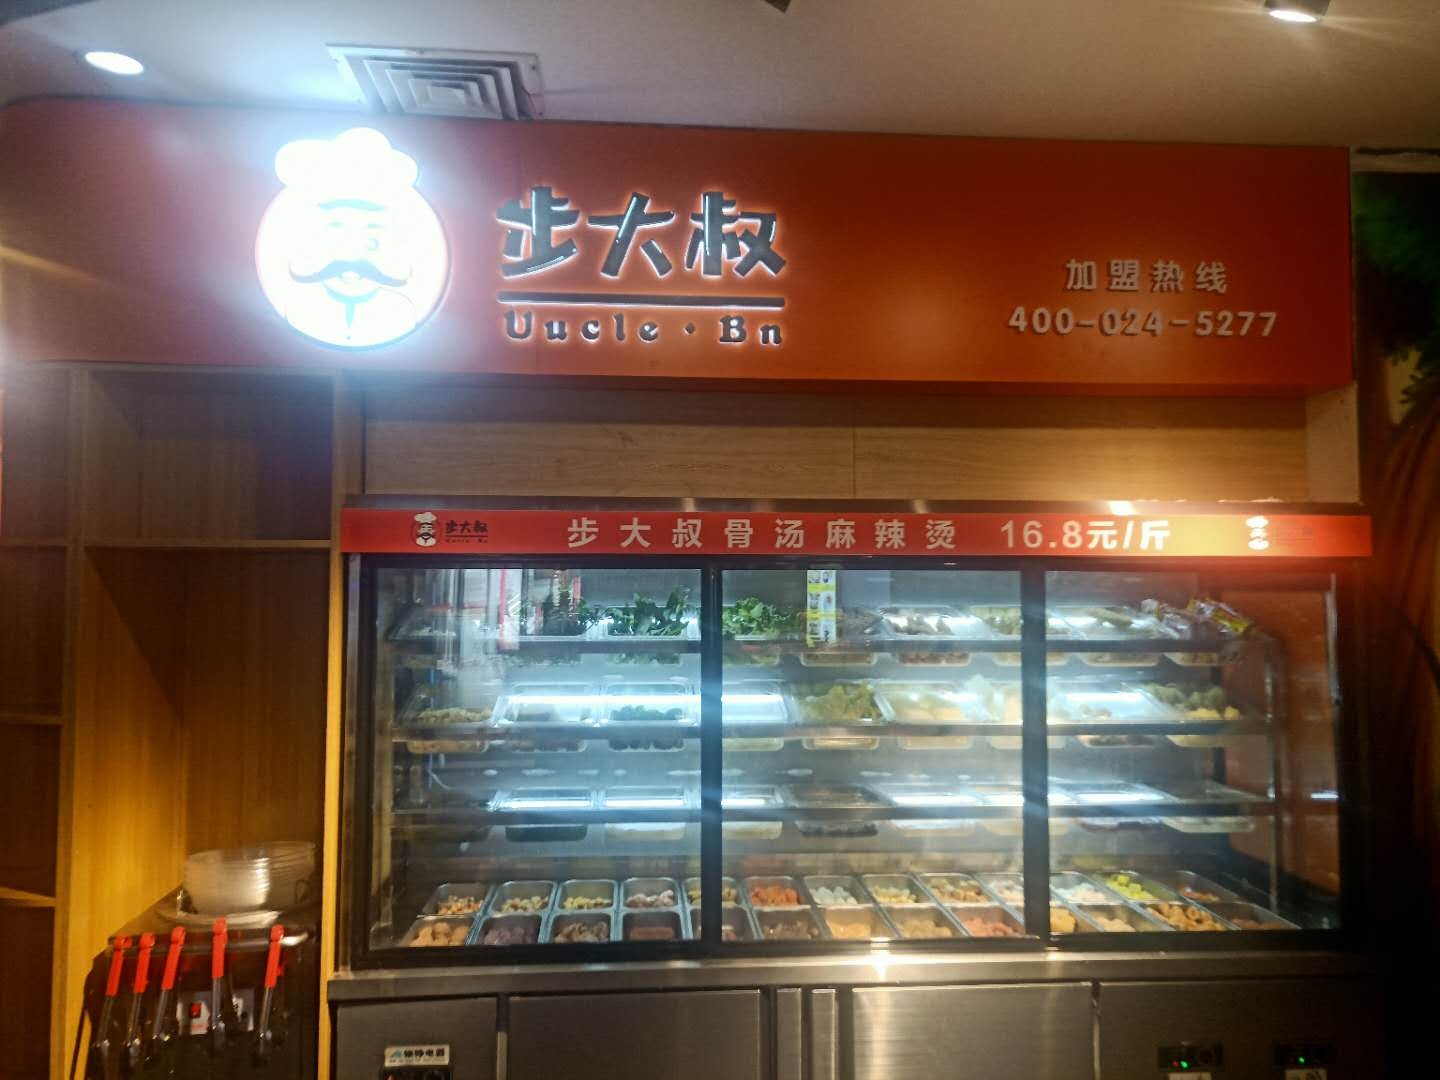 步大叔
Uncle·Bn
加盟热线
400-024-5277
步大叔
步大叔骨汤麻辣烫 16.8元/斤